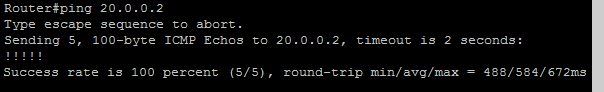 Router#ping 20.0.0.2
Type escape sequence to abort.
Sending 5, 100-byte ICMP Echos to 20.0.0.2, timeout is 2 seconds:
!!!!!
Success rate is 100 percent (5/5), round-trip min/avg/max = 488/584/672ms